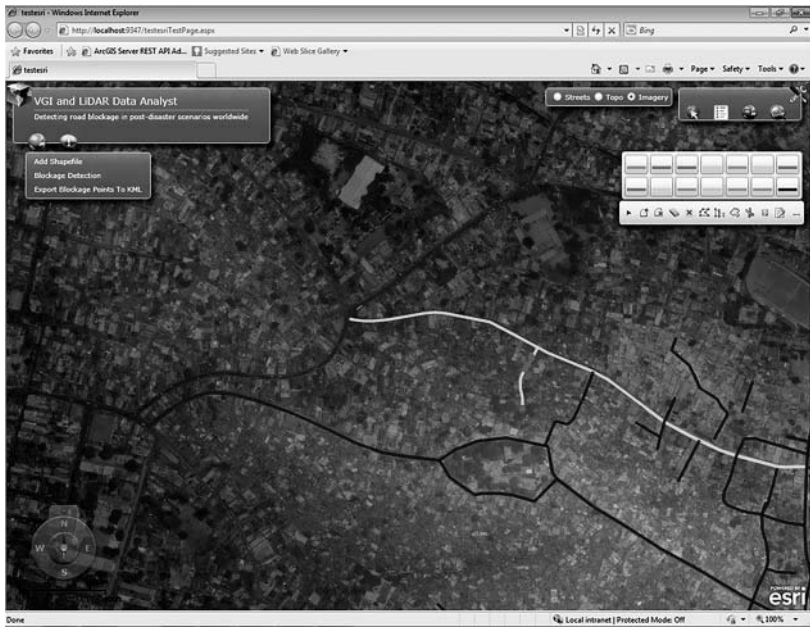 testesri - Windows Internet Explorer
http://localhost:9347/testesriTestPage.aspx
Bing
Favorites
ArcGIS Server REST API Ad...
Suggested Sites
Web Slice Gallery
testesri
Page
Safety
Tools
VGI and LiDAR Data Analyst
Detecting road blockage in post-disaster scenarios worldwide
Streets
Topo
Imagery
Add Shapefile
Blockage Detection
Export Blockage Points To KML
N
W
E
S
POWERED BY
esri
Done
Local intranet | Protected Mode: Off
100%